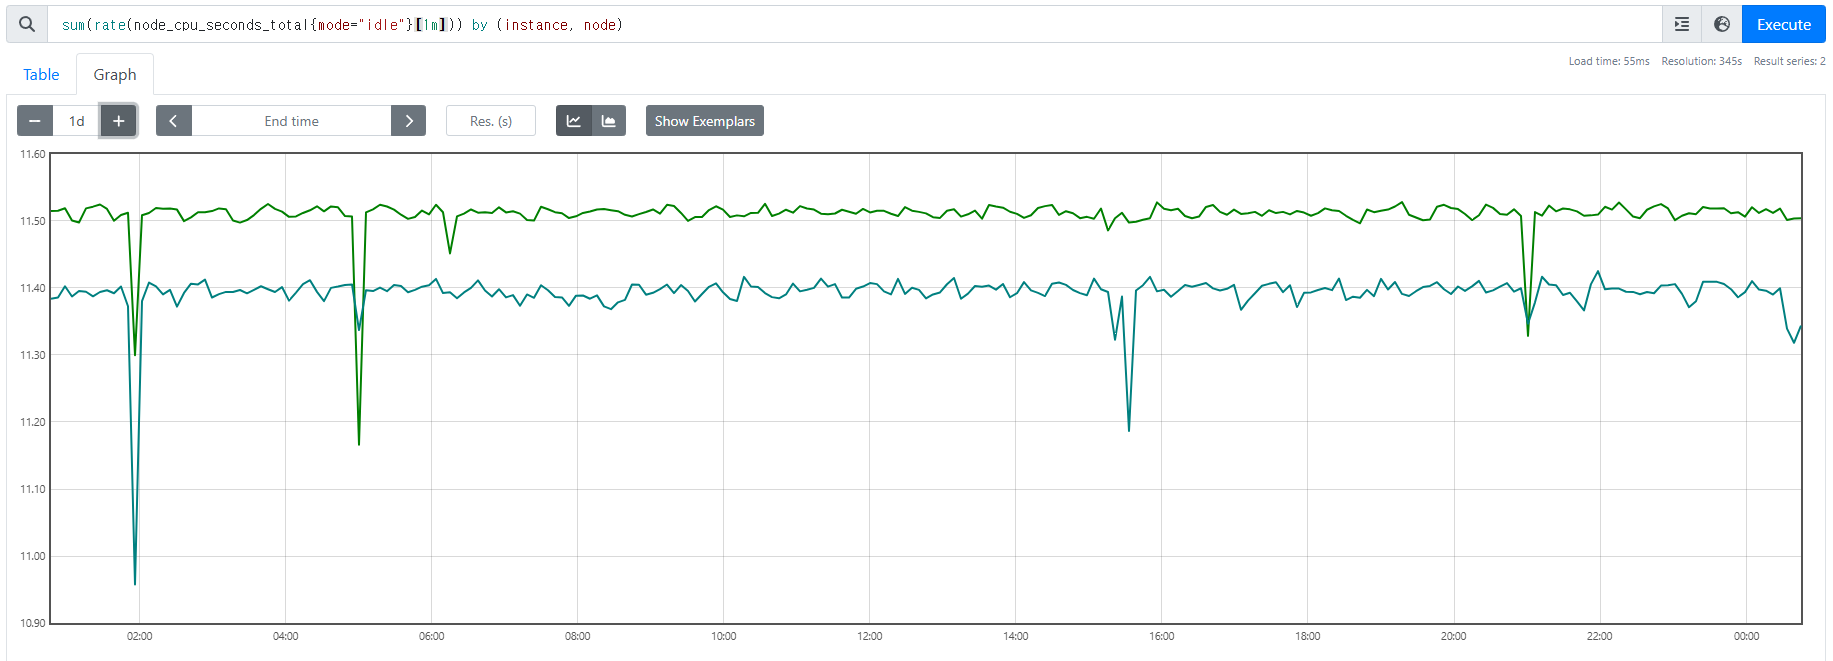 sum(rate(node_cpu_seconds_total{mode="idle"}[1m])) by (instance, node)
Execute
Table
Graph
Load time: 55ms Resolution: 345s Result series: 2
1d
End time
Res. (s)
Show Exemplars
11.60
11.50
11.40
11.30
11.20
11.10
11.00
10.90
02:00 04:00 06:00 08:00 10:00 12:00 14:00 16:00 18:00 20:00 22:00 00:00